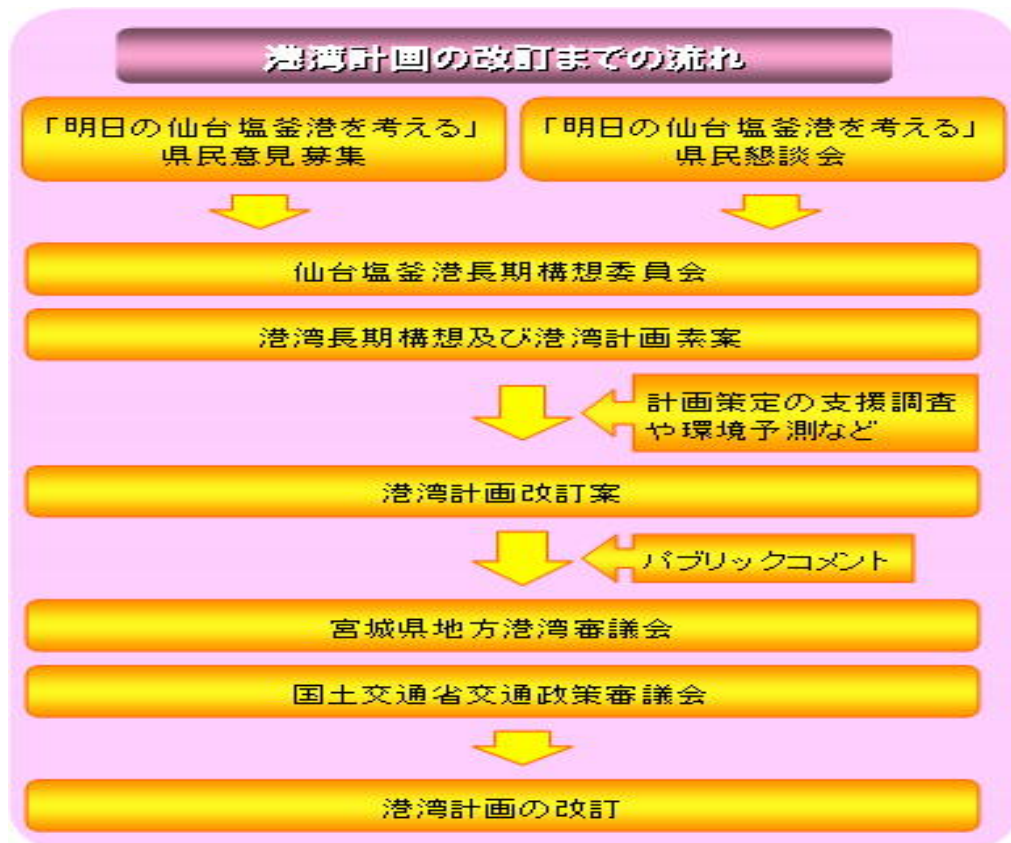 港湾計画の改訂までの流れ
「明日の仙台塩釜港を考える」
県民意見募集
「明日の仙台塩釜港を考える」
県民懇談会
仙台塩釜港長期構想委員会
港湾長期構想及び港湾計画素案
計画策定の支援調査
や環境予測など
港湾計画改訂案
パブリックコメント
宮城県地方港湾審議会
国土交通省交通政策審議会
港湾計画の改訂